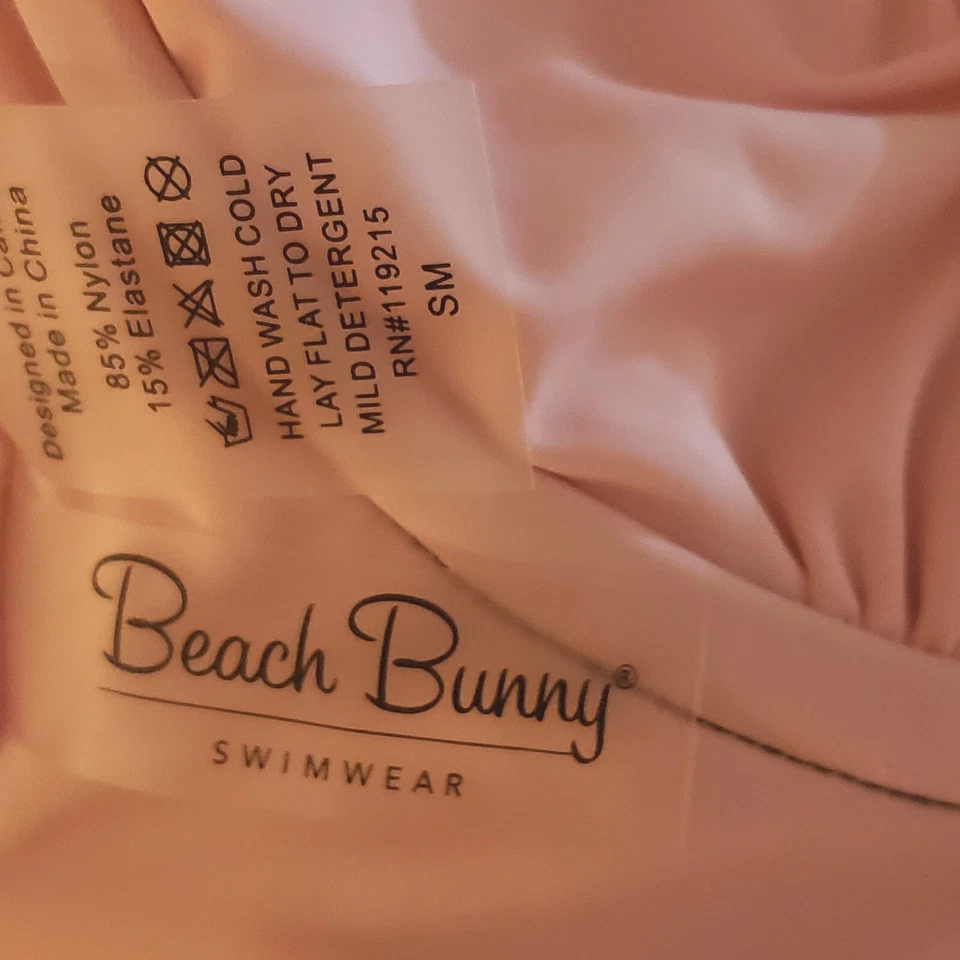 Designed in
Made in China
85% Nylon
15% Elastane
HAND WASH COLD
LAY FLAT TO DRY
MILD DETERGENT
RN#119215
SM
Beach Bunny®
SWIMWEAR